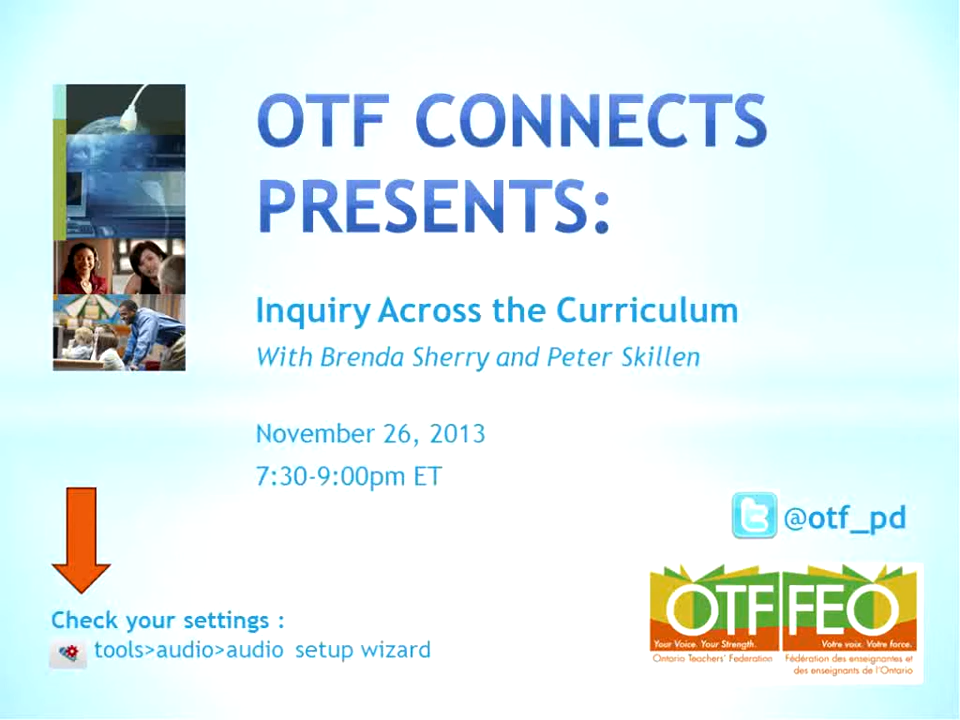 OTF CONNECTS
PRESENTS:
Inquiry Across the Curriculum
With Brenda Sherry and Peter Skillen
November 26, 2013
7:30-9:00pm ET
@otf_pd
Check your settings :
tools>audio>audio setup wizard
OTF FEO
Your Voice. Your Strength. Votre voix. Votre force.
Ontario Teachers' Federation Fédération des enseignantes et
des enseignants de l'Ontario